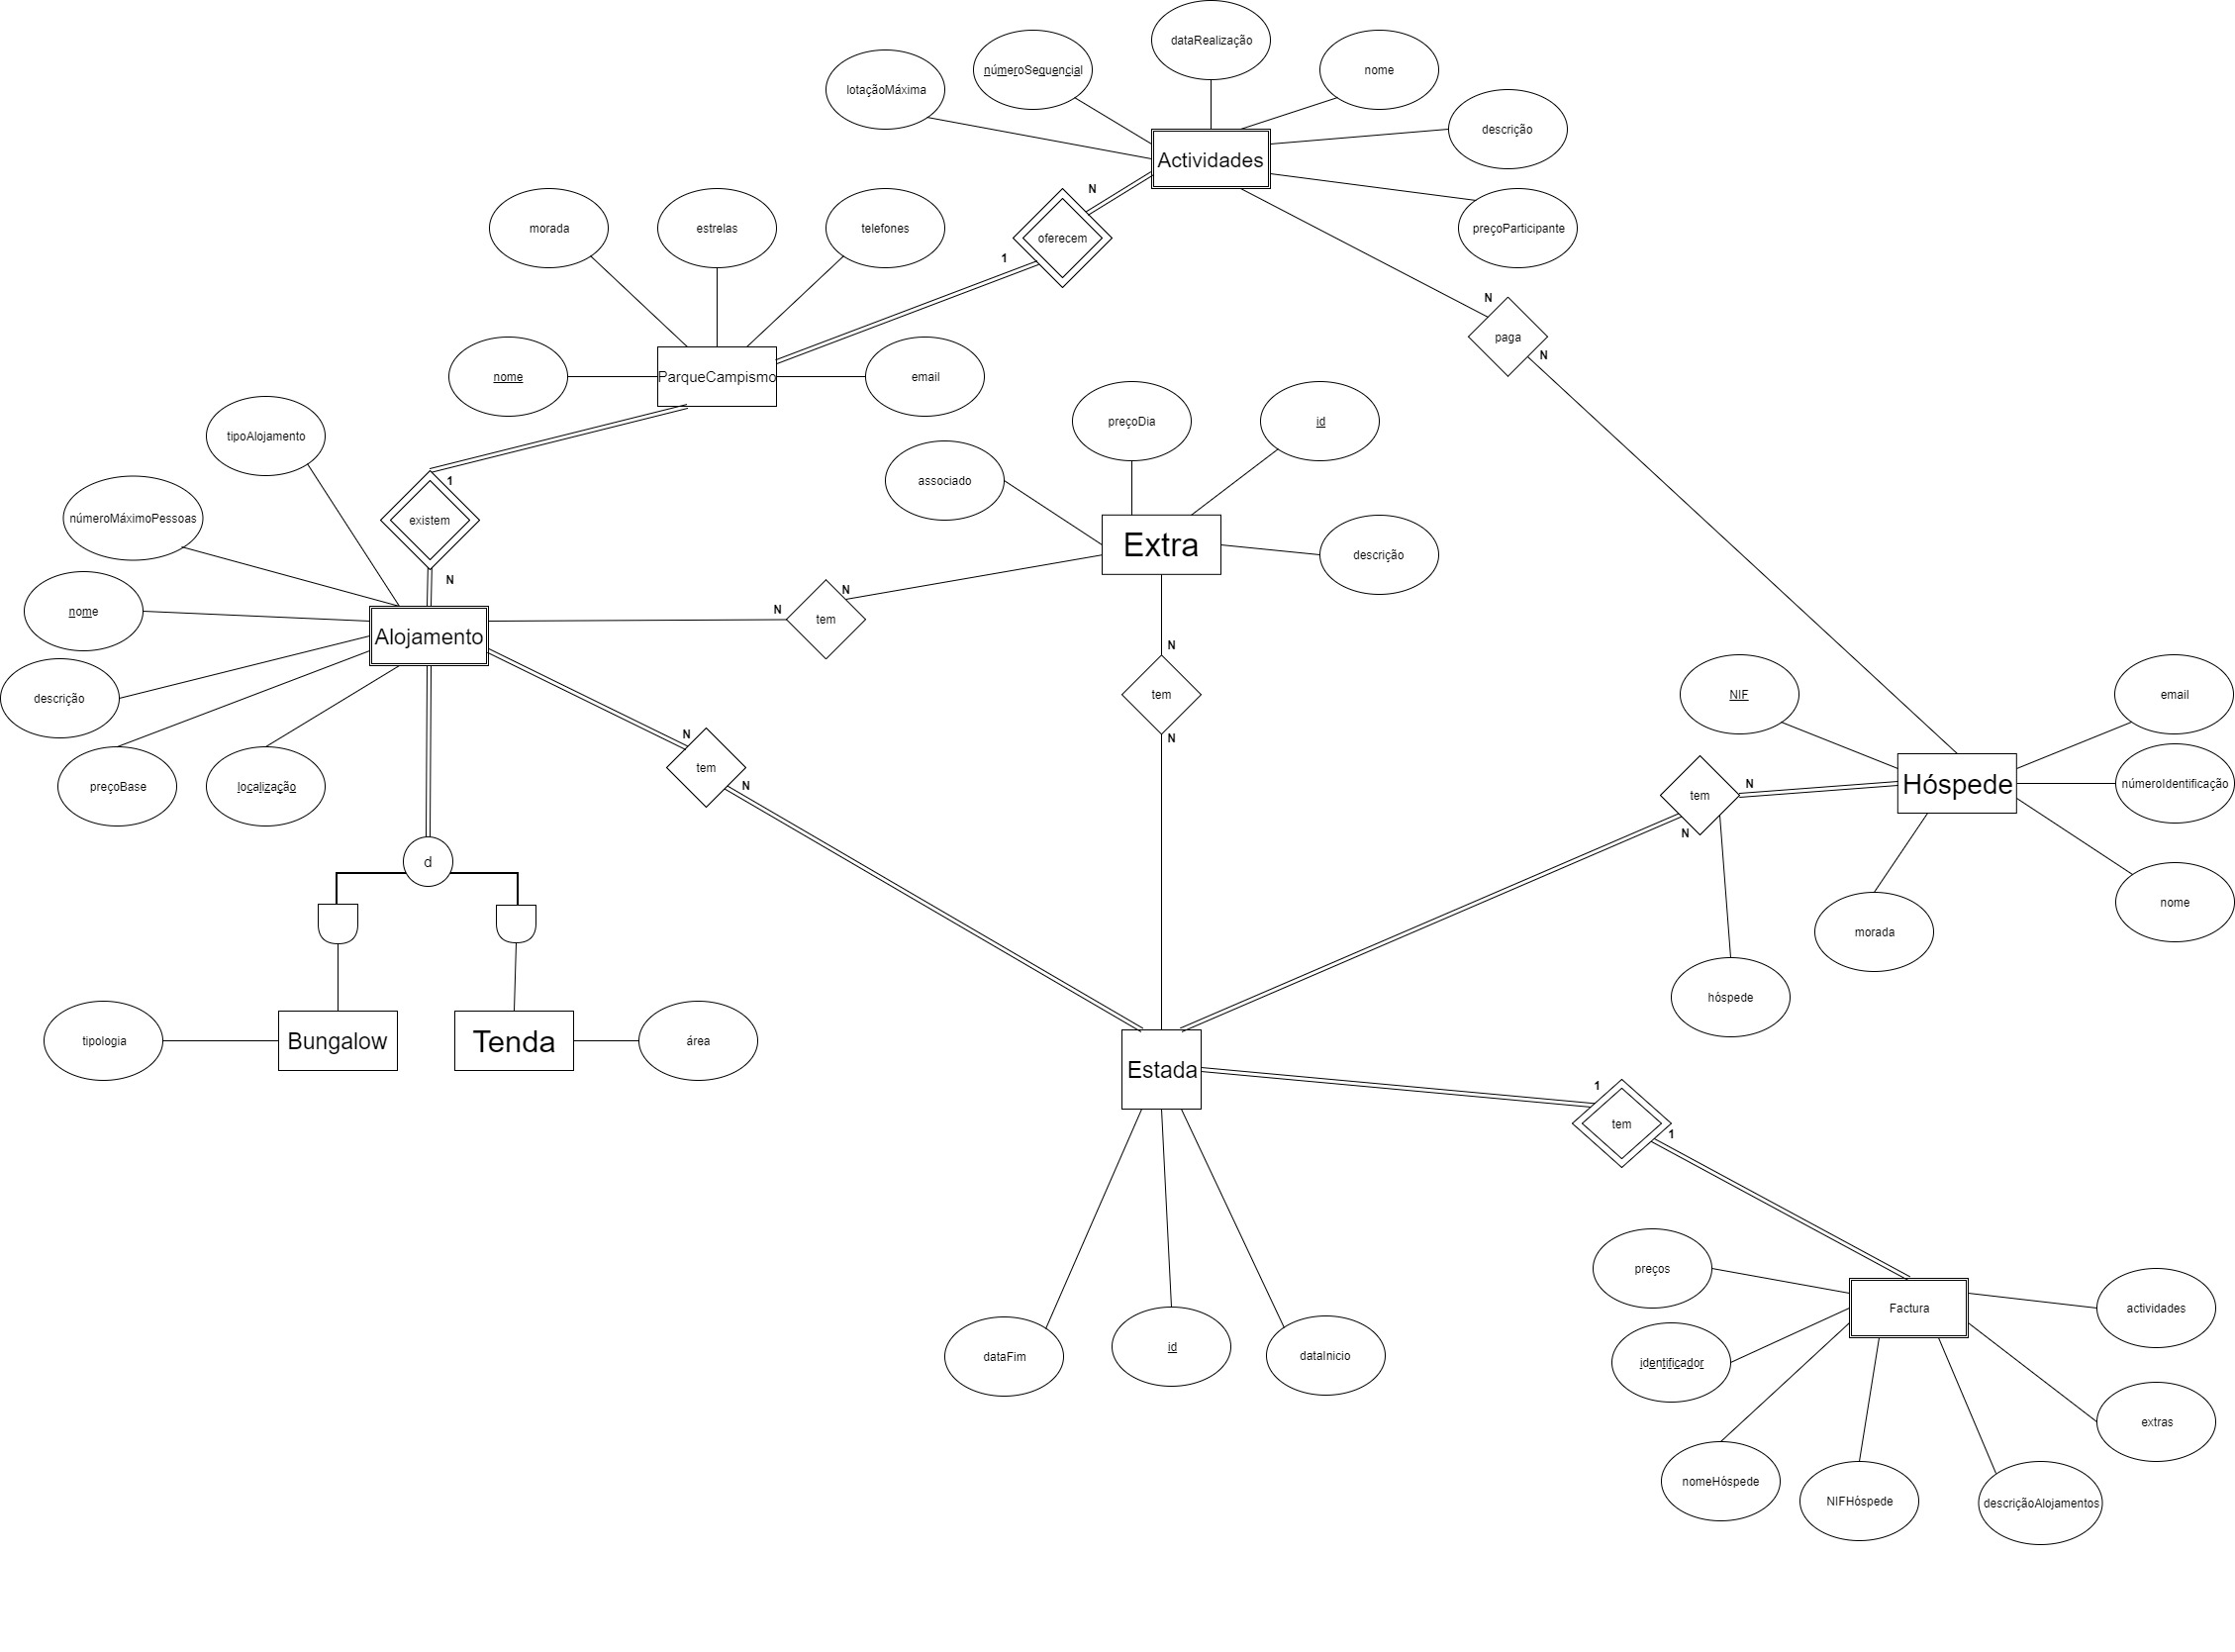 dataRealização
númeroSequencial
nome
lotaçãoMáxima
descrição
Actividades
N
morada
estrelas
telefones
oferecem
preçoParticipante
1
N
paga
N
nome
ParqueCampismo
email
tipoAlojamento
preçoDia
id
associado
1
númeroMáximoPessoas
existem
Extra
descrição
N
N
nome
N
tem
Alojamento
N
descrição
tem
NIF
email
N
N
preçoBase
localização
tem
N
tem
N
Hóspede
númeroIdentificação
N
d
nome
morada
hóspede
tipologia
Bungalow
Tenda
área
Estada
1
tem
1
preços
Factura
actividades
dataFim
id
dataInicio
identificador
extras
nomeHóspede
NIFHóspede
descriçãoAlojamentos